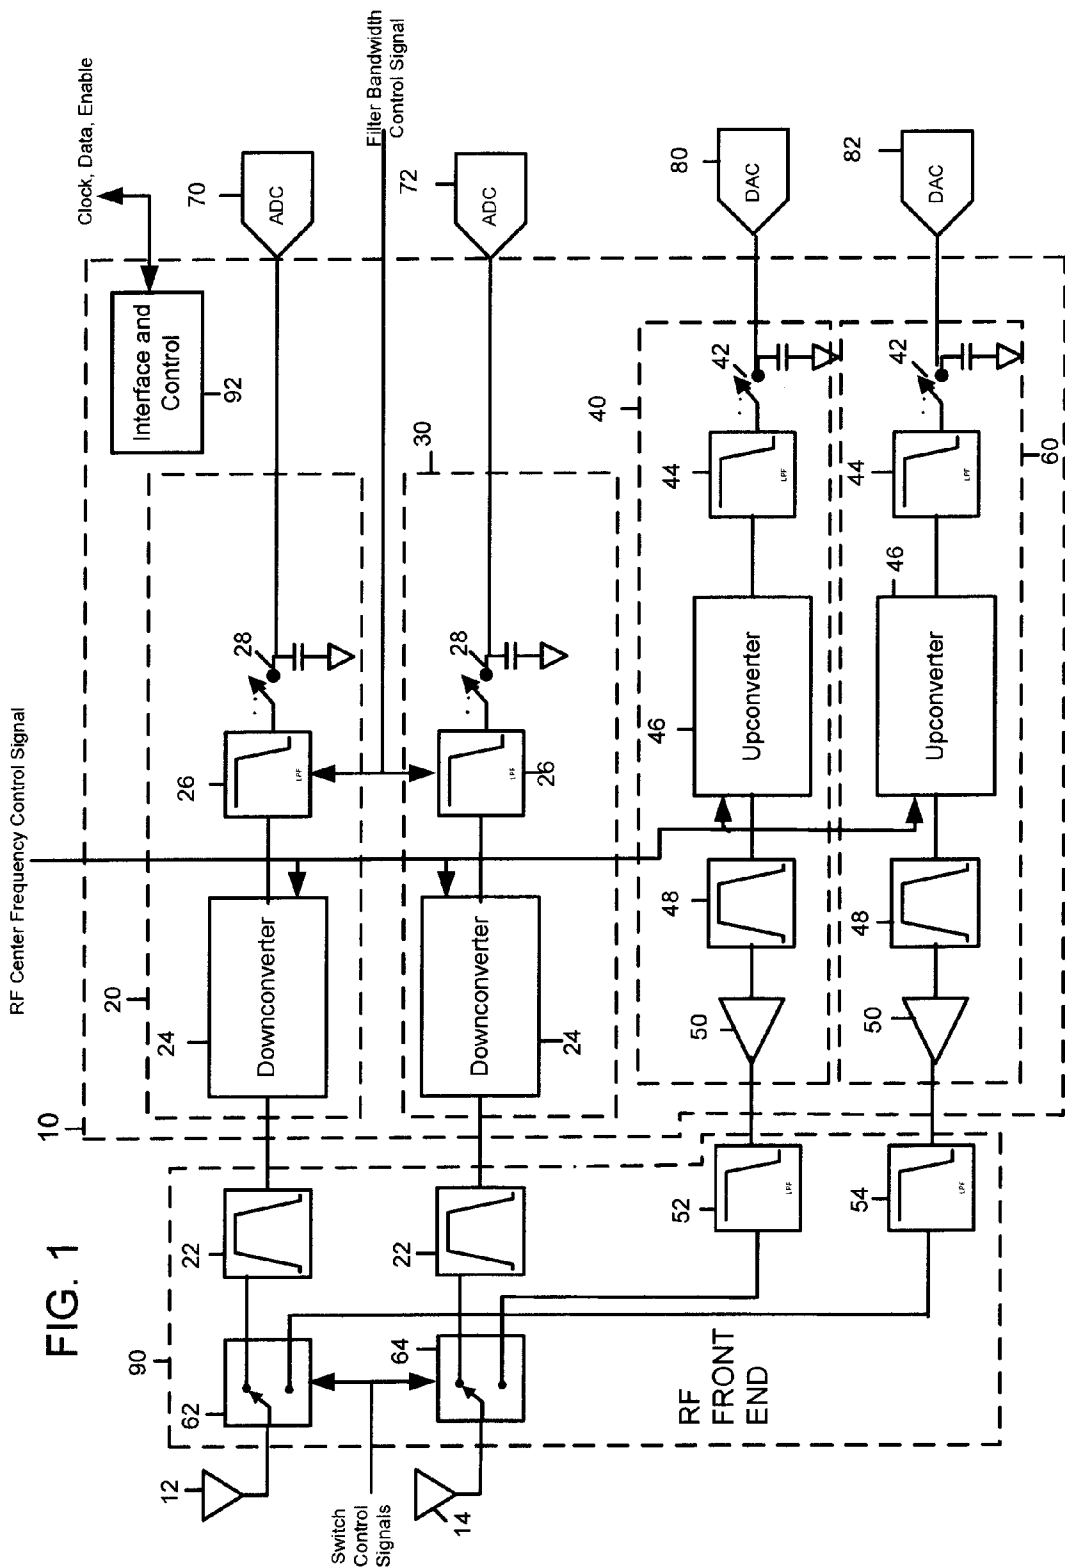 RF Center Frequency Control Signal
FIG. 1
10
Clock, Data, Enable
20
Interface and
Control
92
90
12
62
22
24
Downconverter
26
LPF
28
70
ADC
Switch
Control
Signals
Filter Bandwidth
Control Signal
14
64
22
Downconverter
24
LPF
26
28
30
72
ADC
40
RF
FRONT
END
52
LPF
50
48
46
Upconverter
44
LPF
42
80
DAC
54
LPF
50
48
Upconverter
46
44
LPF
42
82
DAC
60